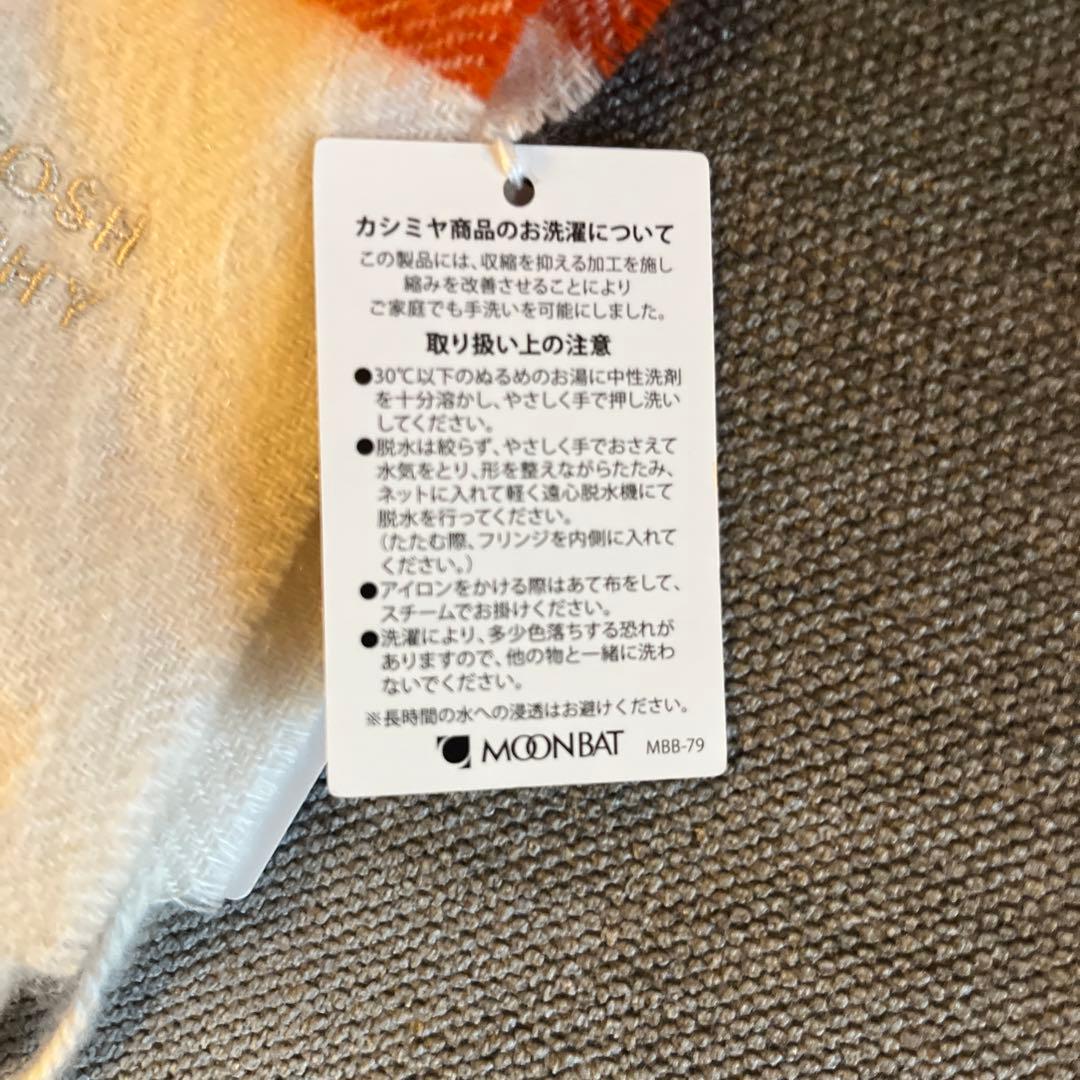 OSH
HY
カシミヤ商品のお洗濯について
この製品には、収縮を抑える加工を施し
縮みを改善させることにより
ご家庭でも手洗いを可能にしました。
取り扱い上の注意
●30℃以下のぬるめのお湯に中性洗剤
を十分溶かし、やさしく手で押し洗い
してください。
●脱水は絞らず、やさしく手でおさえて
水気をとり、形を整えながらたたみ、
ネットに入れて軽く遠心脱水機にて
脱水を行ってください。
(たたむ際、フリンジを内側に入れて
ください。)
●アイロンをかける際はあて布をして、
スチームでお掛けください。
●洗濯により、多少色落ちする恐れが
ありますので、他の物と一緒に洗わ
ないでください。
※長時間の水への浸透はお避けください。
MOONBAT MBB-79